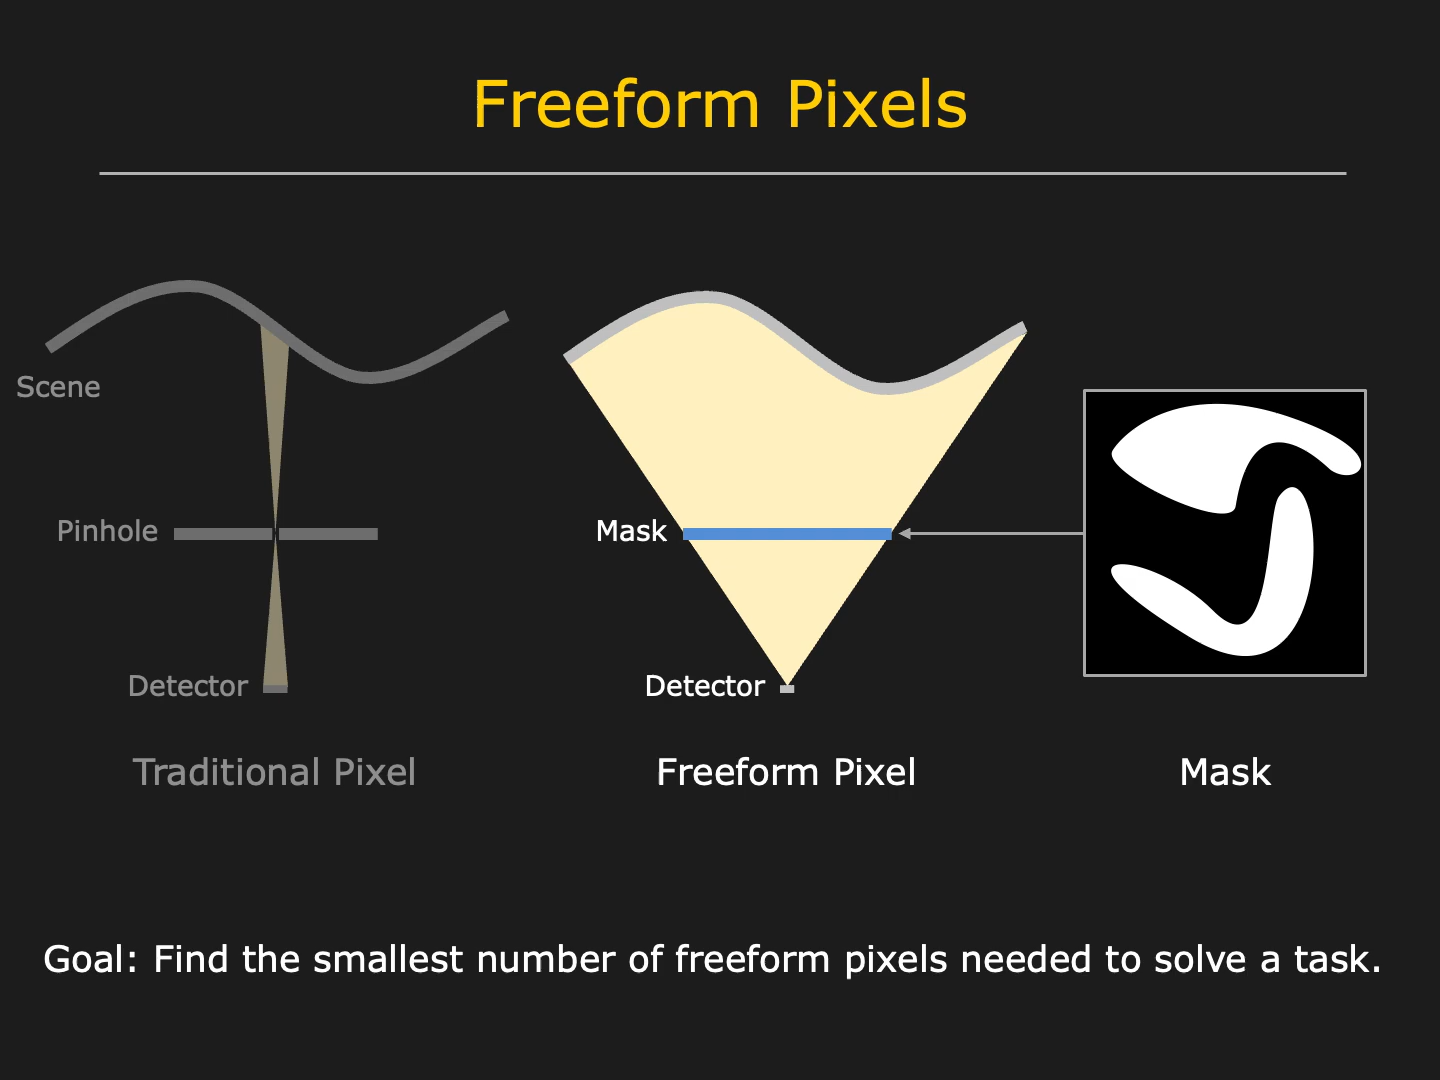 Freeform Pixels
Scene
Pinhole
Detector
Traditional Pixel
Mask
Detector
Freeform Pixel
Mask
Goal: Find the smallest number of freeform pixels needed to solve a task.